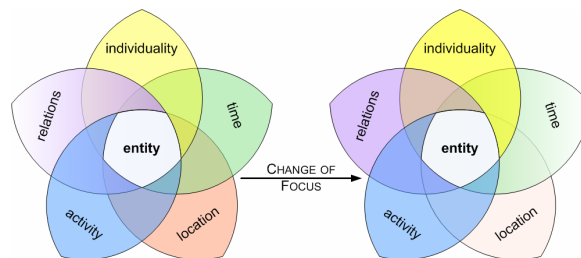 individuality
relations
time
entity
activity
location
CHANGE OF
FOCUS
individuality
relations
time
entity
activity
location